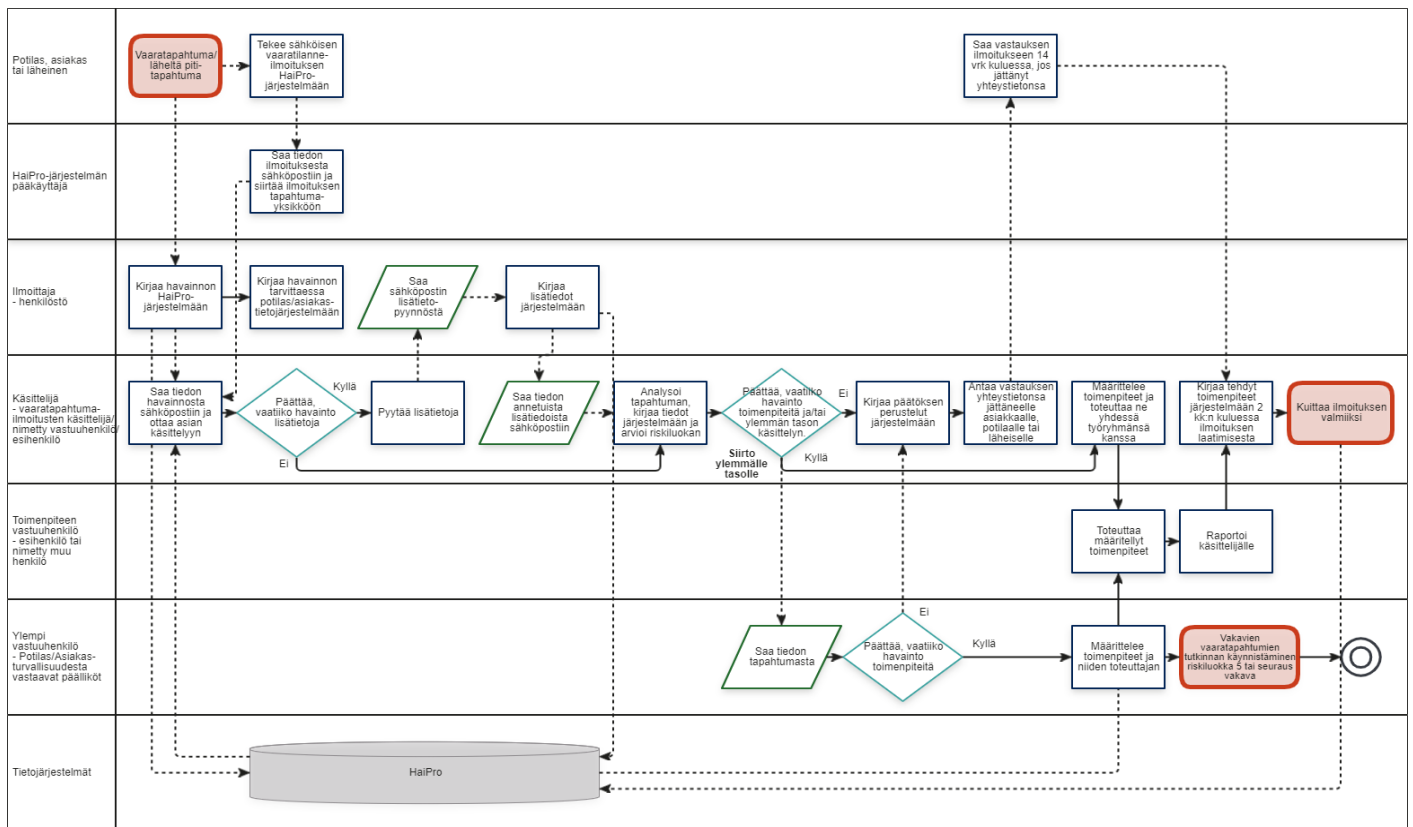 Potilas, asiakas
tai läheinen
Vaaratapahtuma/
läheltä piti-
tapahtuma
Tekee sähköisen
vaaratilanne-
ilmoituksen
HaiPro-
järjestelmään
Saa vastauksen
ilmoitukseen 14
vrk kuluessa, jos
jättänyt
yhteystietonsa
HaiPro-järjestelmän
pääkäyttäjä
Saa tiedon
ilmoituksesta
sähköpostiin ja
siirtää ilmoituksen
tapahtuma-
yksikköön
Ilmoittaja
- henkilöstö
Kirjaa havainnon
HaiPro-
järjestelmään
Kirjaa havainnon
tarvittaessa
potilas/asiakas-
tietojärjestelmään
Saa
sähköpostin
lisätieto-
pyynnöstä
Kirjaa
lisätiedot
järjestelmään
Käsittelijä
- vaaratapahtuma-
ilmoitusten käsittelijä/
nimetty vastuuhenkilö/
esihenkilö
Saa tiedon
havainnosta
sähköpostiin ja
ottaa asian
käsittelyyn
Päättää,
vaatiiko havainto
lisätietoja
Kyllä
Ei
Pyytää lisätietoja
Saa tiedon
annetuista
lisätiedoista
sähköpostiin
Analysoi
tapahtuman,
kirjaa tiedot
järjestelmään ja
arvioi riskiluokan
Päättää, vaatiiko
havainto
toimenpiteitä ja/tai
ylemmän tason
käsittelyn.
Ei
Siirto
ylemmälle
tasolle
Kyllä
Kirjaa päätöksen
perustelut
järjestelmään
Antaa vastauksen
yhteystietonsa
jättäneelle
asiakkaalle,
potilaalle tai
läheiselle
Määrittelee
toimenpiteet ja
toteuttaa ne
yhdessä
työryhmänsä
kanssa
Kirjaa tehdyt
toimenpiteet
järjestelmään 2
kk:n kuluessa
ilmoituksen
laatimisesta
Kuittaa ilmoituksen
valmiiksi
Toimenpiteen
vastuuhenkilö
- esihenkilö tai
nimetty muu
henkilö
Toteuttaa
määritellyt
toimenpiteet
Raportoi
käsittelijälle
Ylempi
vastuuhenkilö
- Potilas/Asiakas-
turvallisuudesta
vastaavat päälliköt
Saa tiedon
tapahtumasta
Päättää, vaatiiko
havainto
toimenpiteitä
Ei
Kyllä
Määrittelee
toimenpiteet ja
niiden toteuttajan
Vakavien
vaaratapahtumien
tutkinnan käynnistäminen
riskiluokka 5 tai seuraus
vakava
Tietojärjestelmät
HaiPro